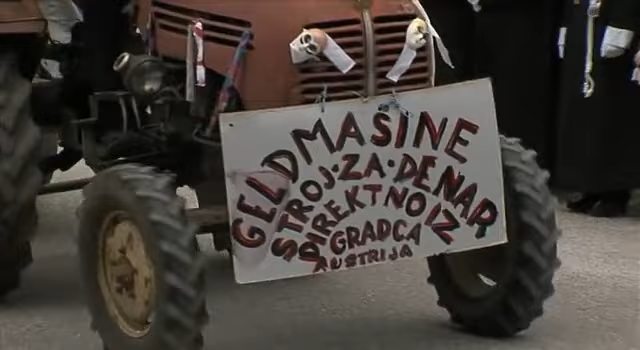 GELDMASINE
STROJ·ZA·DENAR
DIREKTNO IZ
GRADCA
AUSTRIJA